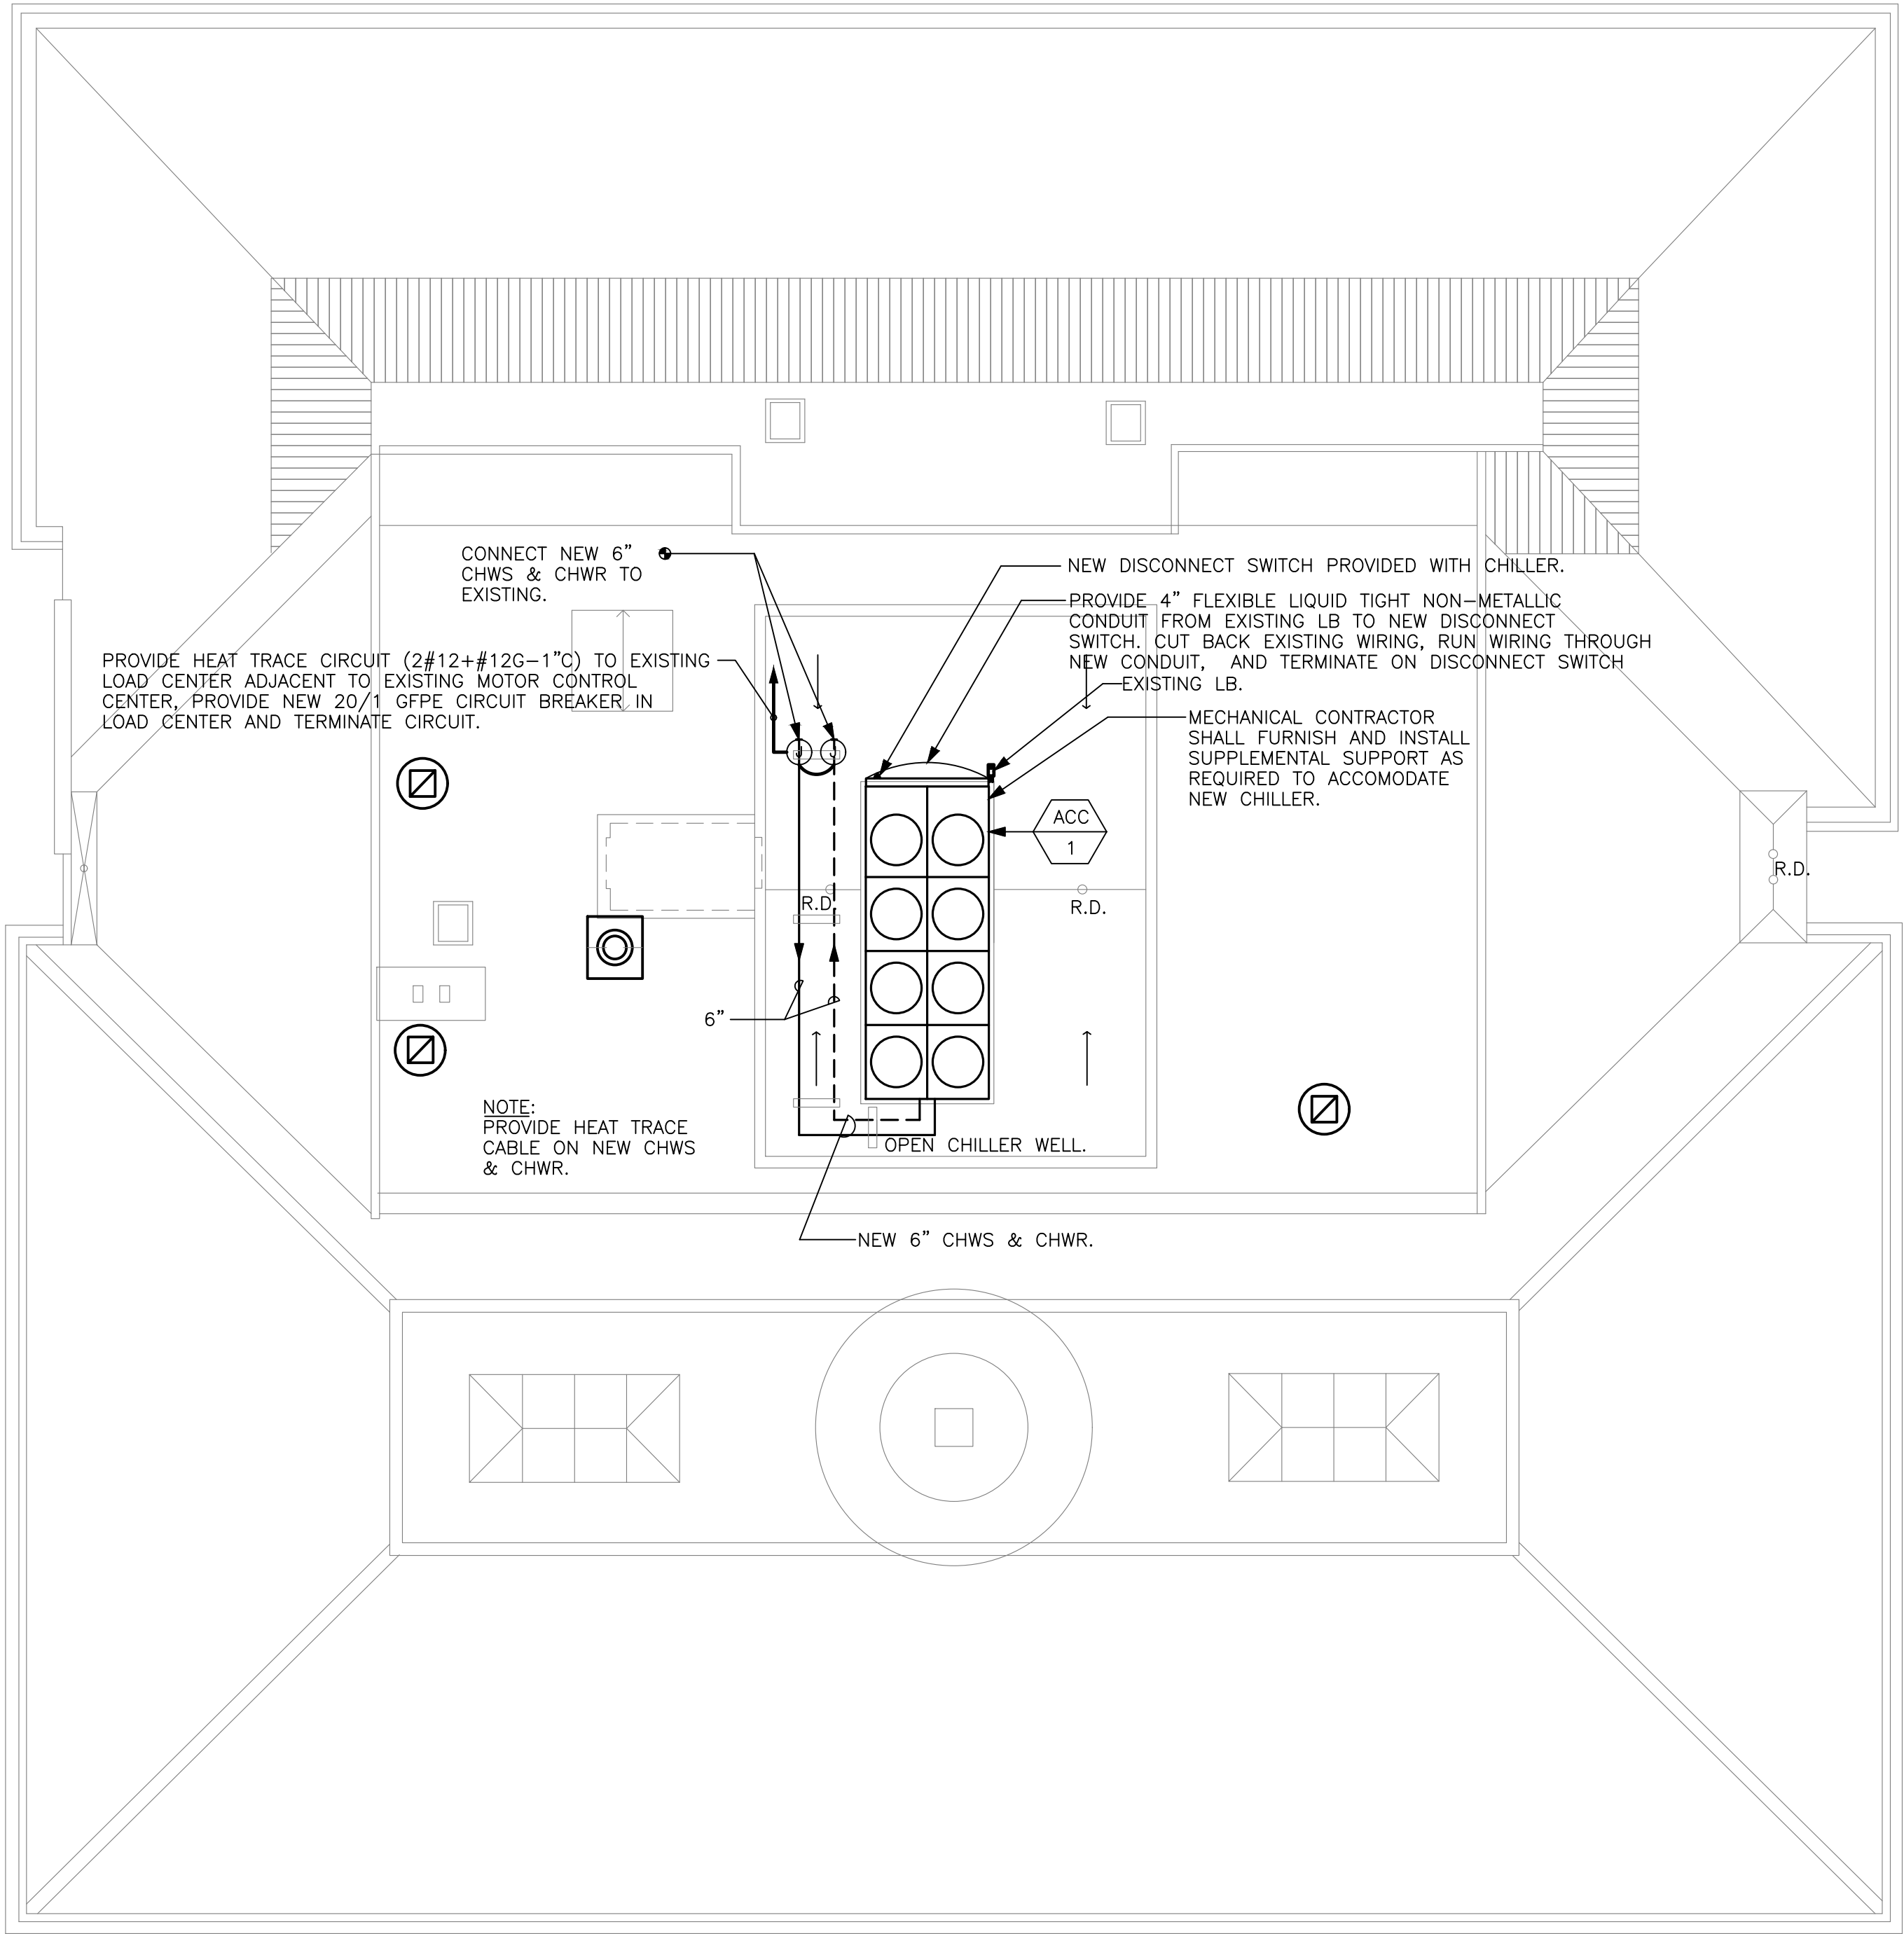 CONNECT NEW 6”
CHWS & CHWR TO
EXISTING.
NEW DISCONNECT SWITCH PROVIDED WITH CHILLER.
PROVIDE 4” FLEXIBLE LIQUID TIGHT NON-METALLIC
CONDUIT FROM EXISTING LB TO NEW DISCONNECT
SWITCH. CUT BACK EXISTING WIRING, RUN WIRING THROUGH
NEW CONDUIT, AND TERMINATE ON DISCONNECT SWITCH
EXISTING LB.
PROVIDE HEAT TRACE CIRCUIT (2#12+#12G-1”C) TO EXISTING
LOAD CENTER ADJACENT TO EXISTING MOTOR CONTROL
CENTER, PROVIDE NEW 20/1 GFPE CIRCUIT BREAKER IN
LOAD CENTER AND TERMINATE CIRCUIT.
MECHANICAL CONTRACTOR
SHALL FURNISH AND INSTALL
SUPPLEMENTAL SUPPORT AS
REQUIRED TO ACCOMODATE
NEW CHILLER.
J
J
ACC
1
R.D.
R.D.
R.D.
6”
NOTE:
PROVIDE HEAT TRACE
CABLE ON NEW CHWS
& CHWR.
OPEN CHILLER WELL.
NEW 6” CHWS & CHWR.